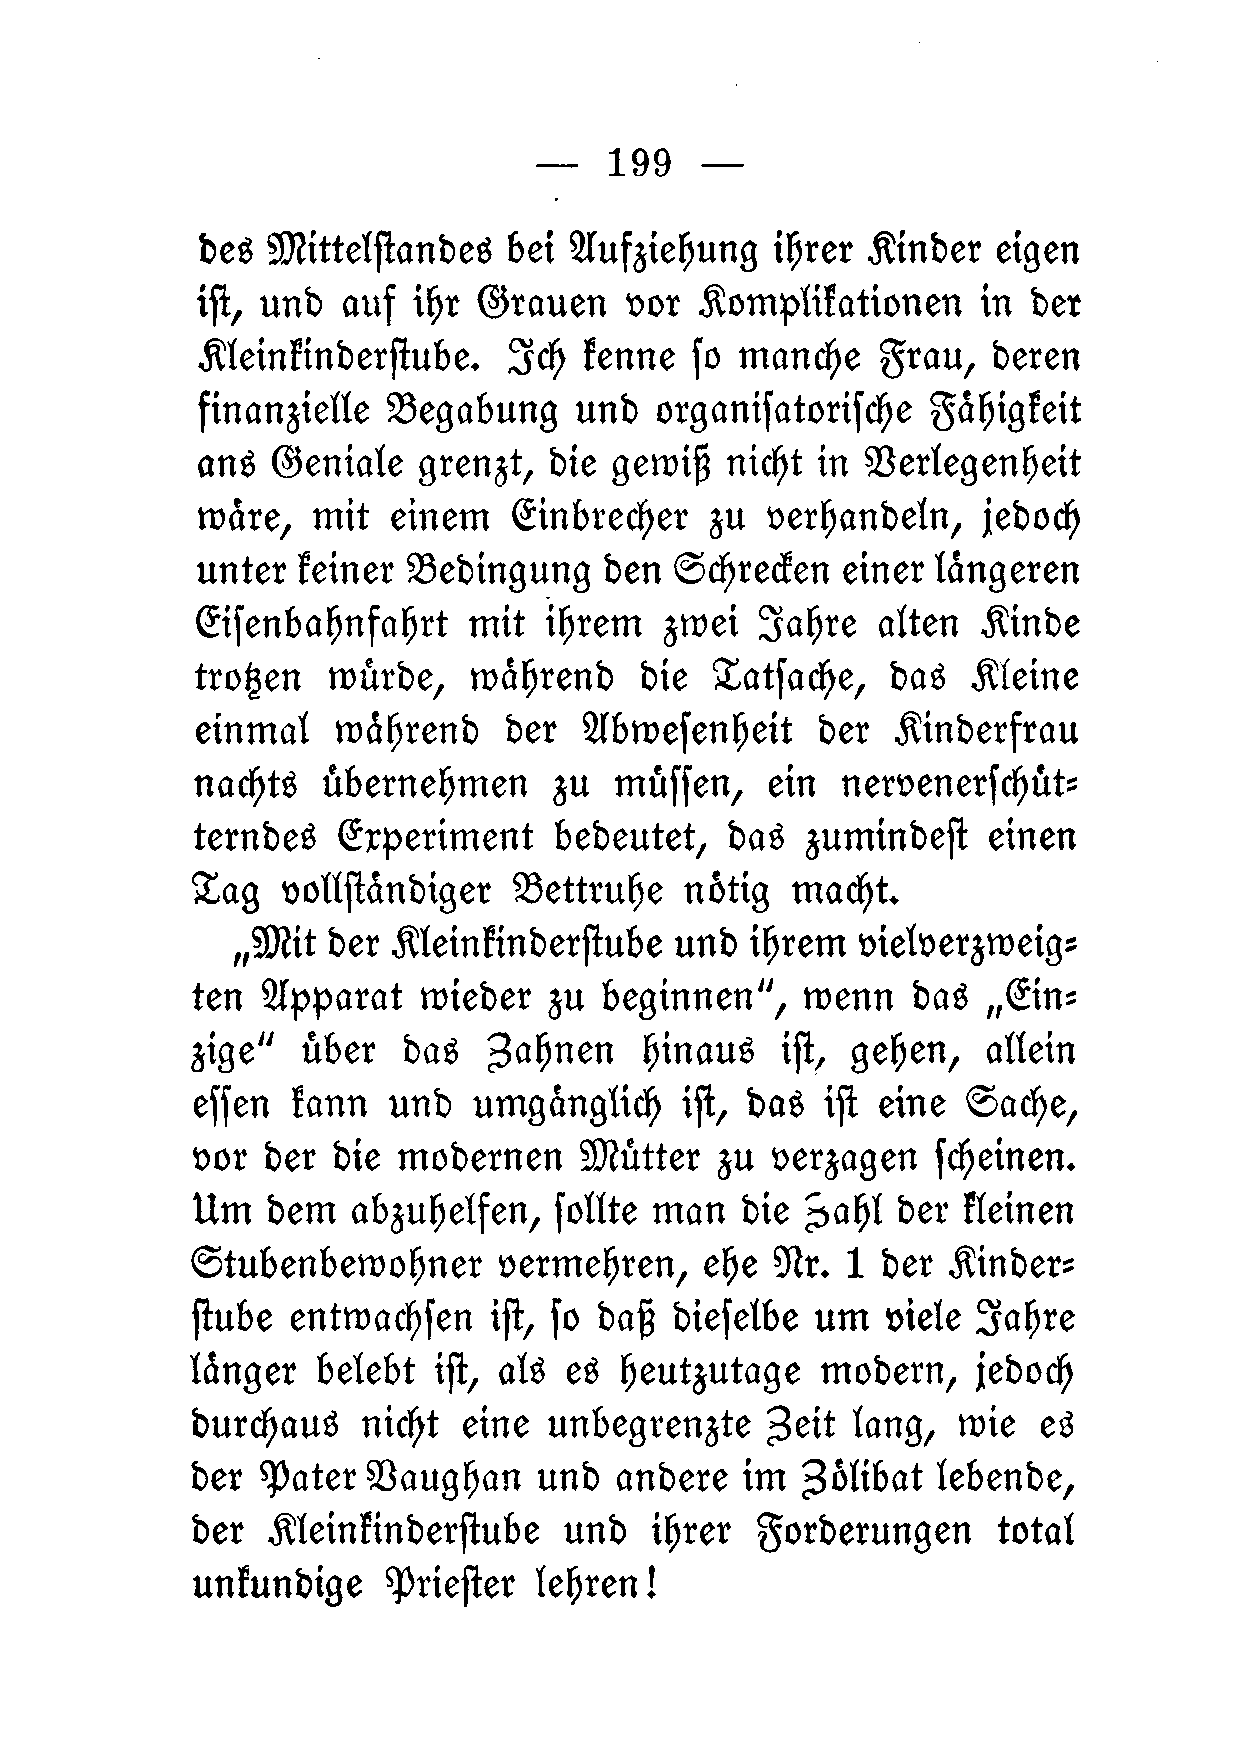 — 199 —
des Mittelstandes bei Aufziehung ihrer Kinder eigen
ist, und auf ihr Grauen vor Komplikationen in der
Kleinkinderstube. Ich kenne so manche Frau, deren
finanzielle Begabung und organisatorische Fähigkeit
ans Geniale grenzt, die gewiß nicht in Verlegenheit
wäre, mit einem Einbrecher zu verhandeln, jedoch
unter keiner Bedingung den Schrecken einer längeren
Eisenbahnfahrt mit ihrem zwei Jahre alten Kinde
trotzen würde, während die Tatsache, das Kleine
einmal während der Abwesenheit der Kinderfrau
nachts übernehmen zu müssen, ein nervenerschüt-
terndes Experiment bedeutet, das zumindest einen
Tag vollständiger Bettruhe nötig macht.
„Mit der Kleinkinderstube und ihrem vielverzweig-
ten Apparat wieder zu beginnen“, wenn das „Ein-
zige“ über das Zahnen hinaus ist, gehen, allein
essen kann und umgänglich ist, das ist eine Sache,
vor der die modernen Mütter zu verzagen scheinen.
Um dem abzuhelfen, sollte man die Zahl der kleinen
Stubenbewohner vermehren, ehe Nr. 1 der Kinder-
stube entwachsen ist, so daß dieselbe um viele Jahre
länger belebt ist, als es heutzutage modern, jedoch
durchaus nicht eine unbegrenzte Zeit lang, wie es
der Pater Vaughan und andere im Zölibat lebende,
der Kleinkinderstube und ihrer Forderungen total
unkundige Priester lehren!